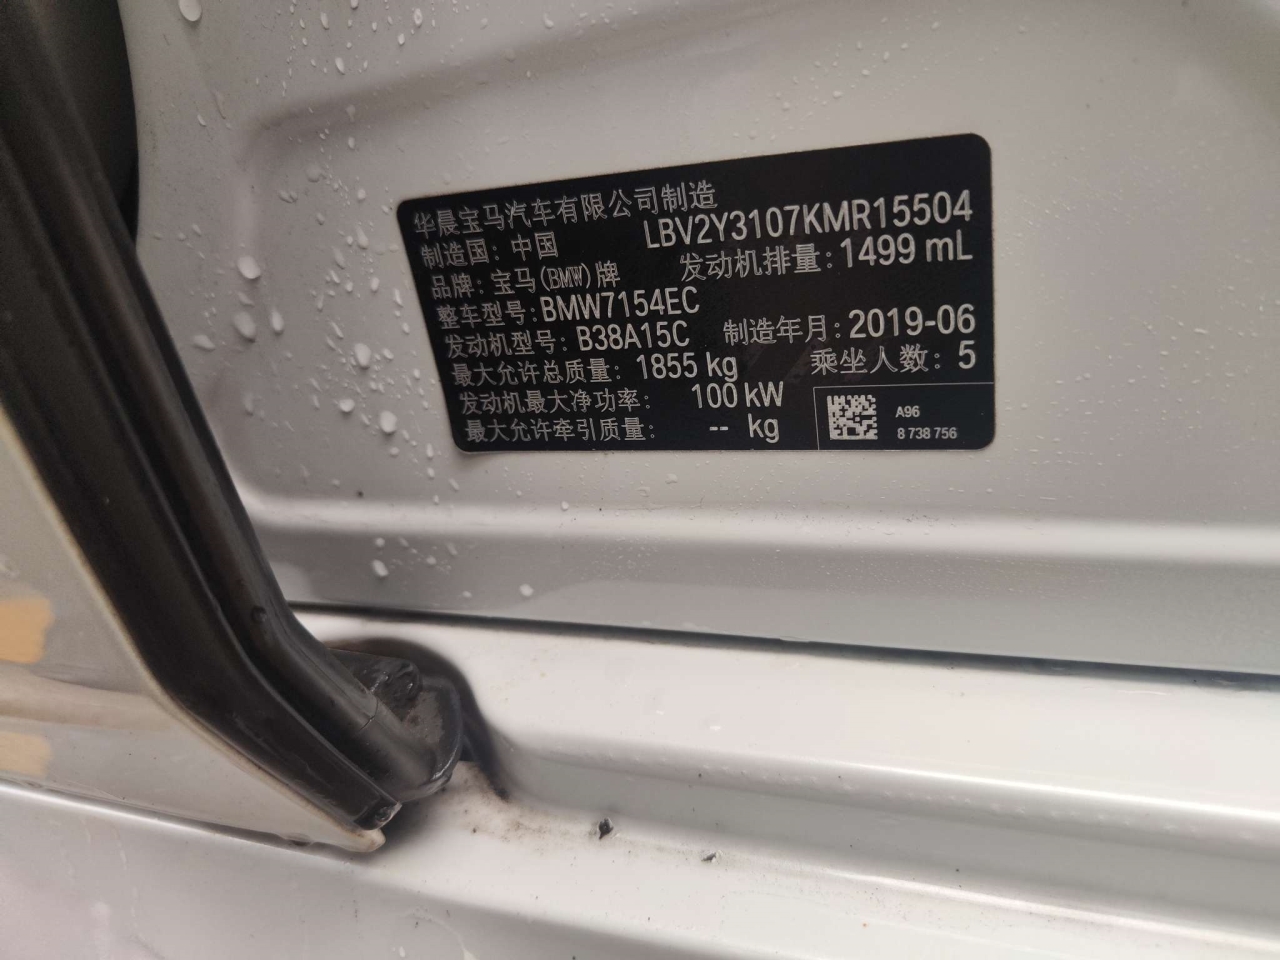 华晨宝马汽车有限公司制造
制造国：中国 LBV2Y3107KMR15504
品牌：宝马(BMW)牌 发动机排量：1499 mL
整车型号：BMW7154EC
发动机型号：B38A15C 制造年月：2019-06
最大允许总质量：1855 kg 乘坐人数：5
发动机最大净功率： 100 kW
最大允许牵引质量： -- kg
A96
8 738 756